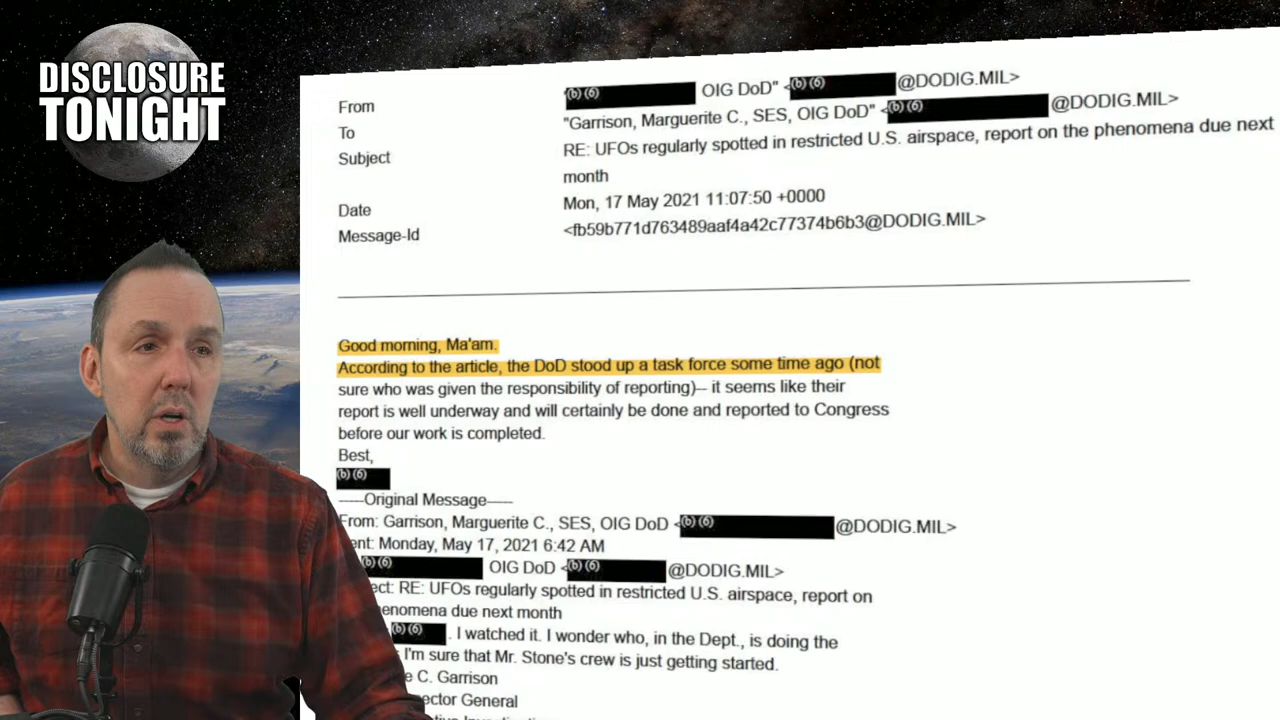 DISCLOSURE
TONIGHT
From (b) (6) OIG DoD" <(b) (6) @DODIG.MIL>
To "Garrison, Marguerite C., SES, OIG DoD" <(b) (6) @DODIG.MIL>
Subject RE: UFOs regularly spotted in restricted U.S. airspace, report on the phenomena due next
month
Date Mon, 17 May 2021 11:07:50 +0000
Message-Id <fb59b771d763489aaf4a42c77374b6b3@DODIG.MIL>
Good morning, Ma'am.
According to the article, the DoD stood up a task force some time ago (not
sure who was given the responsibility of reporting)-- it seems like their
report is well underway and will certainly be done and reported to Congress
before our work is completed.
Best,
(b) (6)
-----Original Message-----
From: Garrison, Marguerite C., SES, OIG DoD <(b) (6) @DODIG.MIL>
ent: Monday, May 17, 2021 6:42 AM
(b) (6) OIG DoD <(b) (6) @DODIG.MIL>
ect: RE: UFOs regularly spotted in restricted U.S. airspace, report on
enomena due next month
(b) (6) . I watched it. I wonder who, in the Dept., is doing the
I'm sure that Mr. Stone's crew is just getting started.
e C. Garrison
ector General